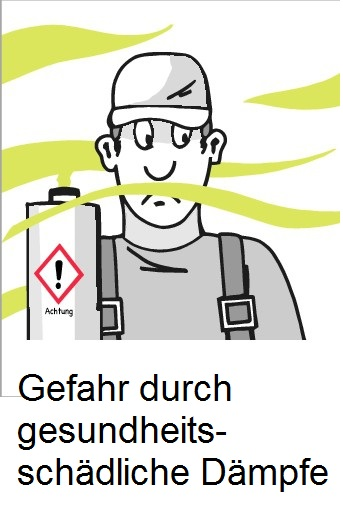 !
Achtung
Gefahr durch
gesundheits-
schädliche Dämpfe